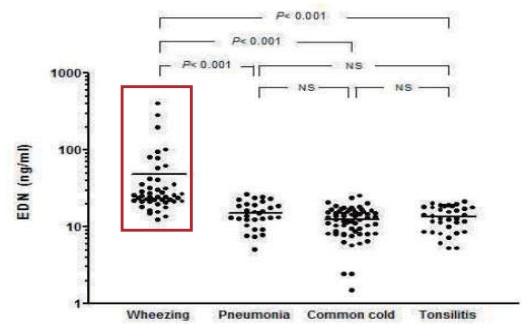 P< 0.001
P< 0.001
P< 0.001 NS
NS NS
1000
100
10
1
EDN (ng/ml)
Wheezing Pneumonia Common cold Tonsilitis